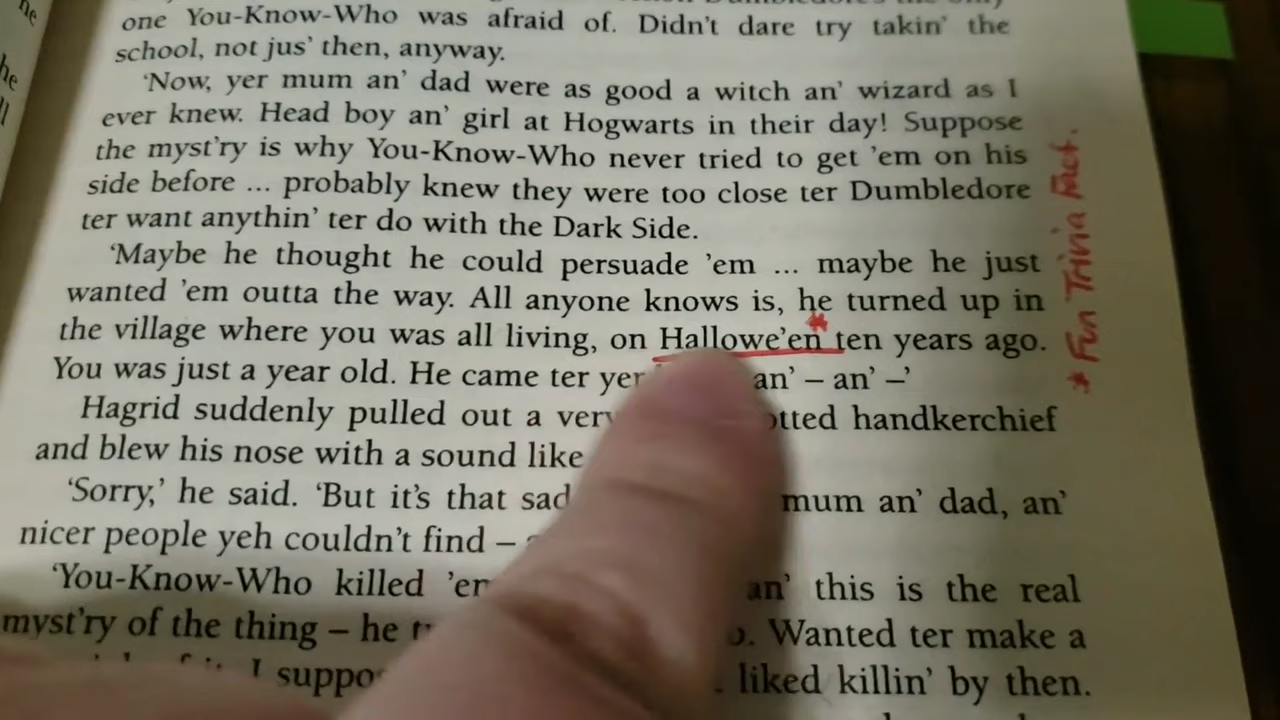 one You-Know-Who was afraid of. Didn't dare try takin' the
school, not jus' then, anyway.
'Now, yer mum an' dad were as good a witch an' wizard as I
ever knew. Head boy an' girl at Hogwarts in their day! Suppose
the myst'ry is why You-Know-Who never tried to get 'em on his
side before ... probably knew they were too close ter Dumbledore
ter want anythin' ter do with the Dark Side.
'Maybe he thought he could persuade 'em ... maybe he just
wanted 'em outta the way. All anyone knows is, he turned up in
the village where you was all living, on Hallowe'en* ten years ago.
You was just a year old. He came ter yer an' – an' –'
Hagrid suddenly pulled out a very handkerchief
and blew his nose with a sound like
'Sorry,' he said. 'But it's that sad mum an' dad, an'
nicer people yeh couldn't find –
'You-Know-Who killed an' this is the real
myst'ry of the thing – he Wanted ter make a
I liked killin' by then.
* Fun Trivia Fact.